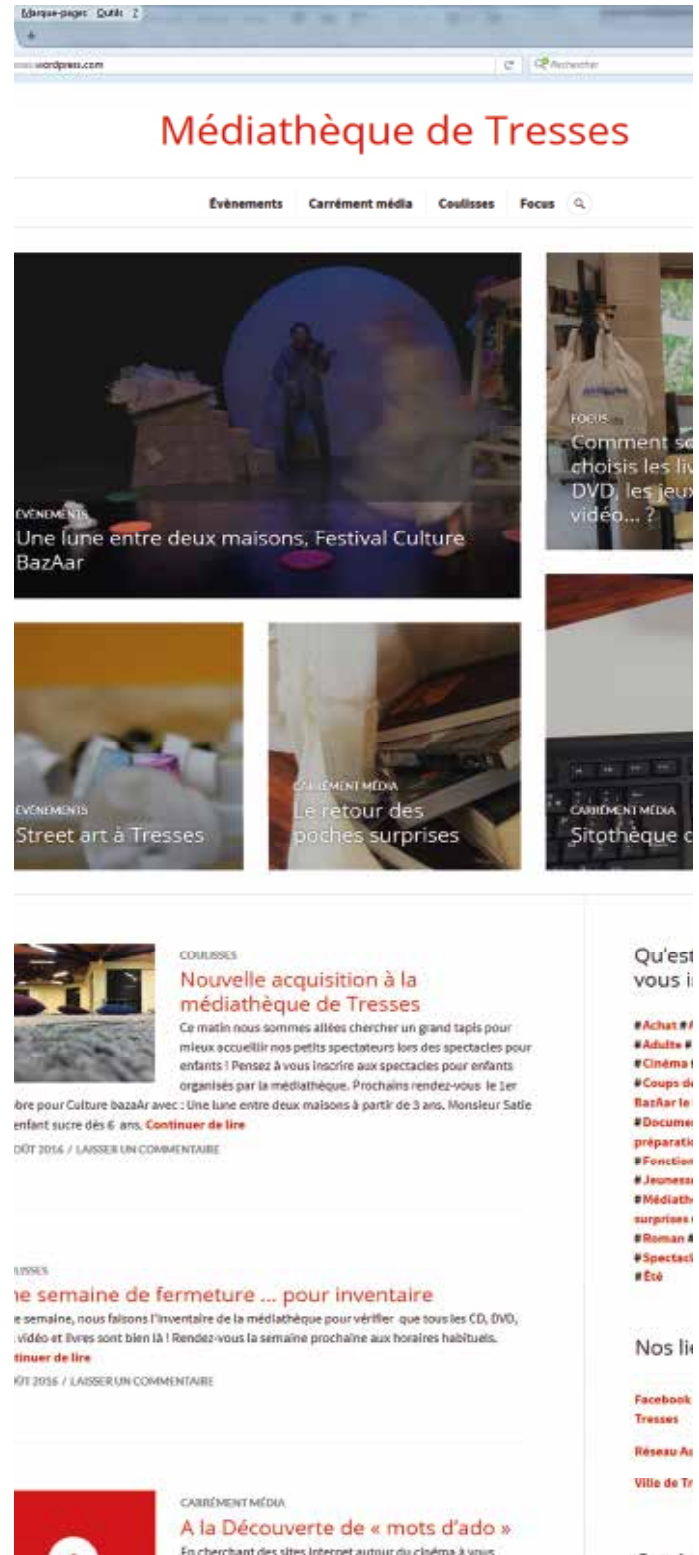 Marque-pages Outils ?
+
wordpress.com
Rechercher
Médiathèque de Tresses
Évènements Carrément média Coulisses Focus
FOCUS
Comment so
choisis les liv
DVD, les jeux
vidéo... ?
ÉVÈNEMENTS
Une lune entre deux maisons, Festival Culture
BazAar
ÉVÈNEMENTS
Street art à Tresses
CARRÉMENT MÉDIA
Le retour des
poches surprises
CARRÉMENT MÉDIA
Sitothèque c
COULISSES
Nouvelle acquisition à la
médiathèque de Tresses
Ce matin nous sommes allées chercher un grand tapis pour
mieux accueillir nos petits spectateurs lors des spectacles pour
enfants ! Pensez à vous inscrire aux spectacles pour enfants
organisés par la médiathèque. Prochains rendez-vous le 1er
obre pour Culture bazaAr avec : Une lune entre deux maisons à partir de 3 ans. Monsieur Satie
enfant sucre dès 6 ans. Continuer de lire
OÛT 2016 / LAISSER UN COMMENTAIRE
LISSES
ne semaine de fermeture ... pour inventaire
e semaine, nous faisons l'inventaire de la médiathèque pour vérifier que tous les CD, DVD,
vidéo et livres sont bien là ! Rendez-vous la semaine prochaine aux horaires habituels.
tinuer de lire
OÛT 2016 / LAISSER UN COMMENTAIRE
CARRÉMENT MÉDIA
A la Découverte de « mots d'ado »
En cherchant des sites internet autour du cinéma à vous
Qu'est
vous i
#Achat #A
#Adulte #
#Cinéma
#Coups de
BazAar le
#Documen
préparatio
#Fonction
#Jeunesse
#Médiath
surprises
#Roman #
#Spectacl
#Été
Nos lie
Facebook
Tresses
Réseau Au
Ville de Tr